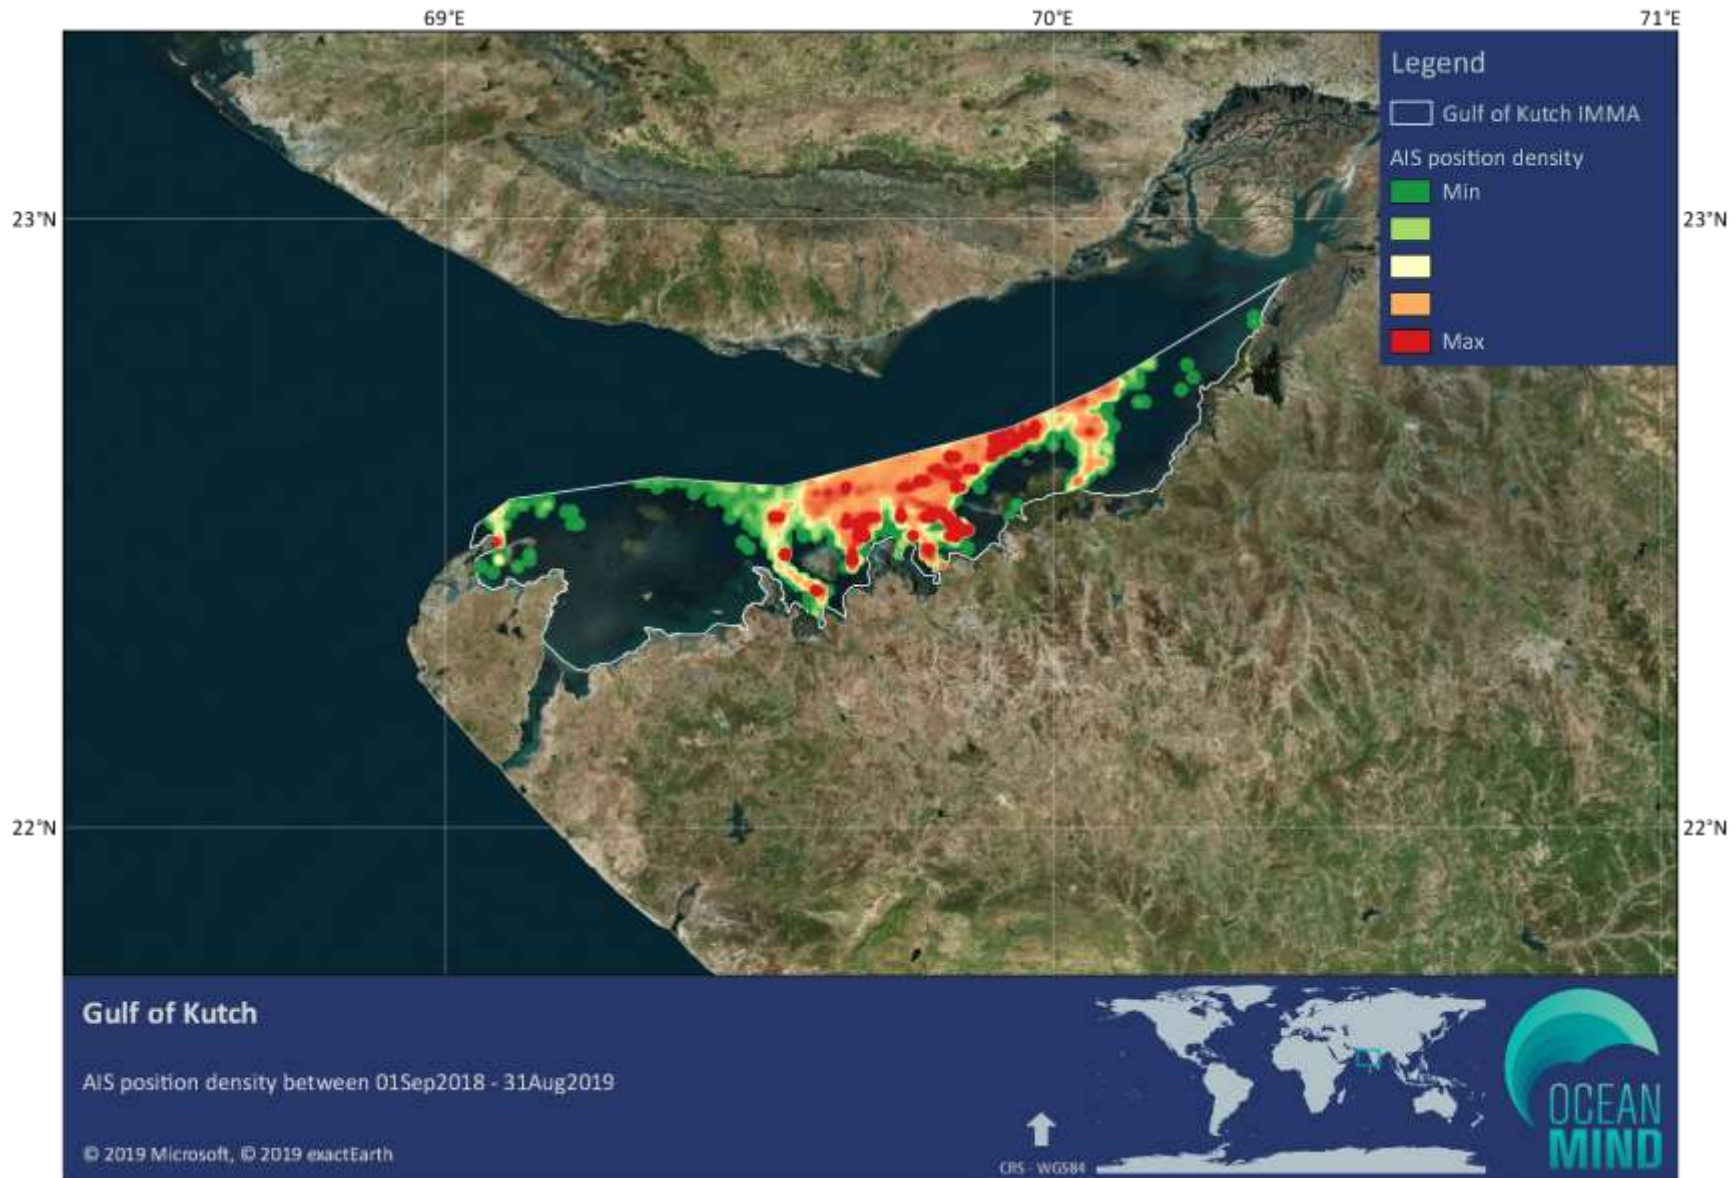 69°E 70°E 71°E
Legend
Gulf of Kutch IMMA
AIS position density
Min
Max
23°N 23°N
22°N 22°N
Gulf of Kutch
AIS position density between 01Sep2018 - 31Aug2019
© 2019 Microsoft, © 2019 exactEarth
CRS - WGS84
OCEAN
MIND